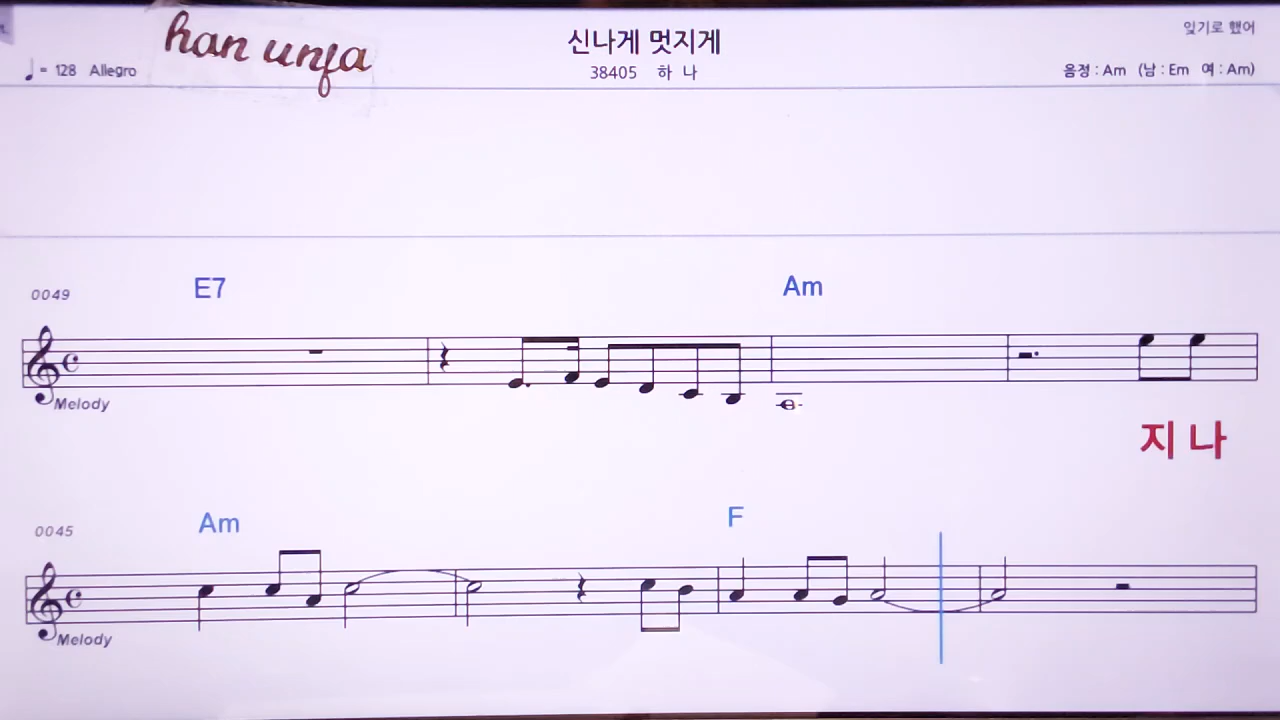 han unja
신나게 멋지게
잊기로 했어
♩= 128 Allegro
38405 하 나
음정 : Am (남 : Em 여 : Am)
0049
E7
Am
Melody
지 나
0045
Am
F
Melody